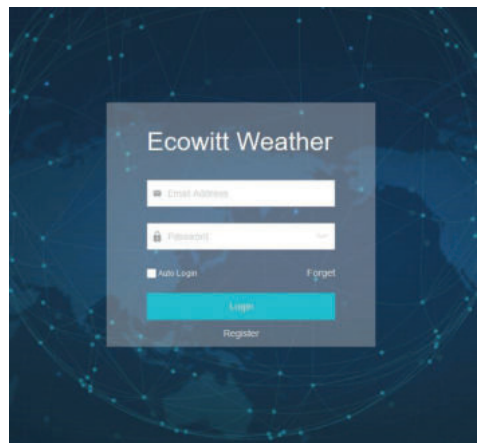 Ecowitt Weather
Email Address
Password
Auto Login Forget
Login
Register